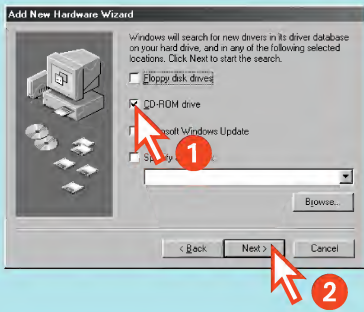 Add New Hardware Wizard
Windows will search for new drivers in its driver database
on your hard drive, and in any of the following selected
locations. Click Next to start the search.
Floppy disk drives
CD-ROM drive
Windows Update
1
Browse...
< Back Next > Cancel
2